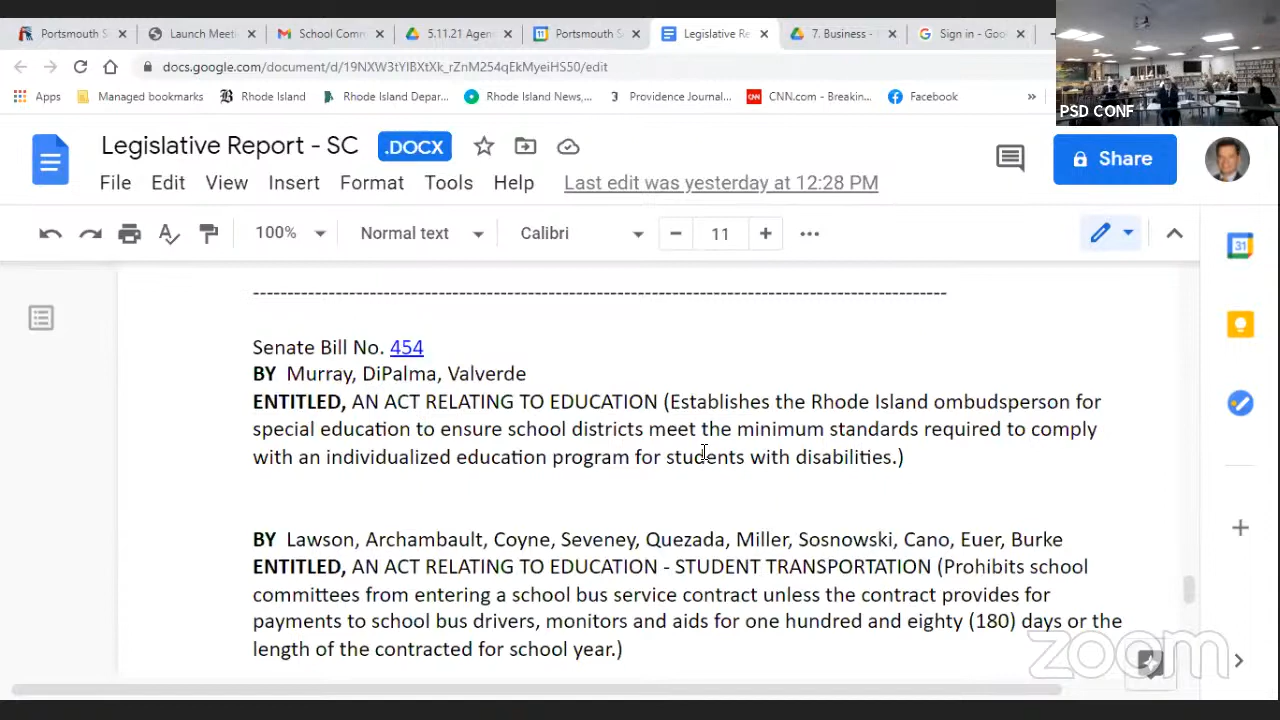 Portsmouth S
Launch Meeti
School Comm
5.11.21 Agen
Portsmouth S
Legislative Re
7. Business -
Sign in - Goo
docs.google.com/document/d/19NXW3tYIBXtXk_rZnM254qEkMyeiHS50/edit
Apps
Managed bookmarks
Rhode Island
Rhode Island Depar...
Rhode Island News,...
Providence Journal...
CNN.com - Breakin...
Facebook
»
PSD CONF
Legislative Report - SC
.DOCX
Share
File Edit View Insert Format Tools Help
Last edit was yesterday at 12:28 PM
100%
Normal text
Calibri
11
31
Senate Bill No. 454
BY Murray, DiPalma, Valverde
ENTITLED, AN ACT RELATING TO EDUCATION (Establishes the Rhode Island ombudsperson for
special education to ensure school districts meet the minimum standards required to comply
with an individualized education program for students with disabilities.)
BY Lawson, Archambault, Coyne, Seveney, Quezada, Miller, Sosnowski, Cano, Euer, Burke
ENTITLED, AN ACT RELATING TO EDUCATION - STUDENT TRANSPORTATION (Prohibits school
committees from entering a school bus service contract unless the contract provides for
payments to school bus drivers, monitors and aids for one hundred and eighty (180) days or the
length of the contracted for school year.)
zoom